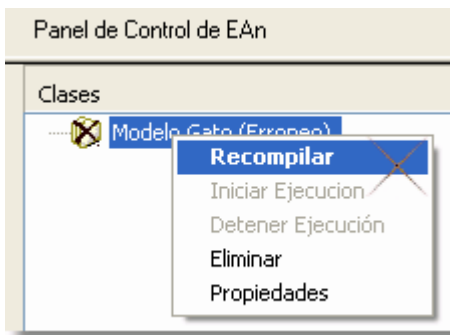 Panel de Control de EAn
Clases
Modelo Gato (Erroneo)
Recompilar
Iniciar Ejecucion
Detener Ejecución
Eliminar
Propiedades